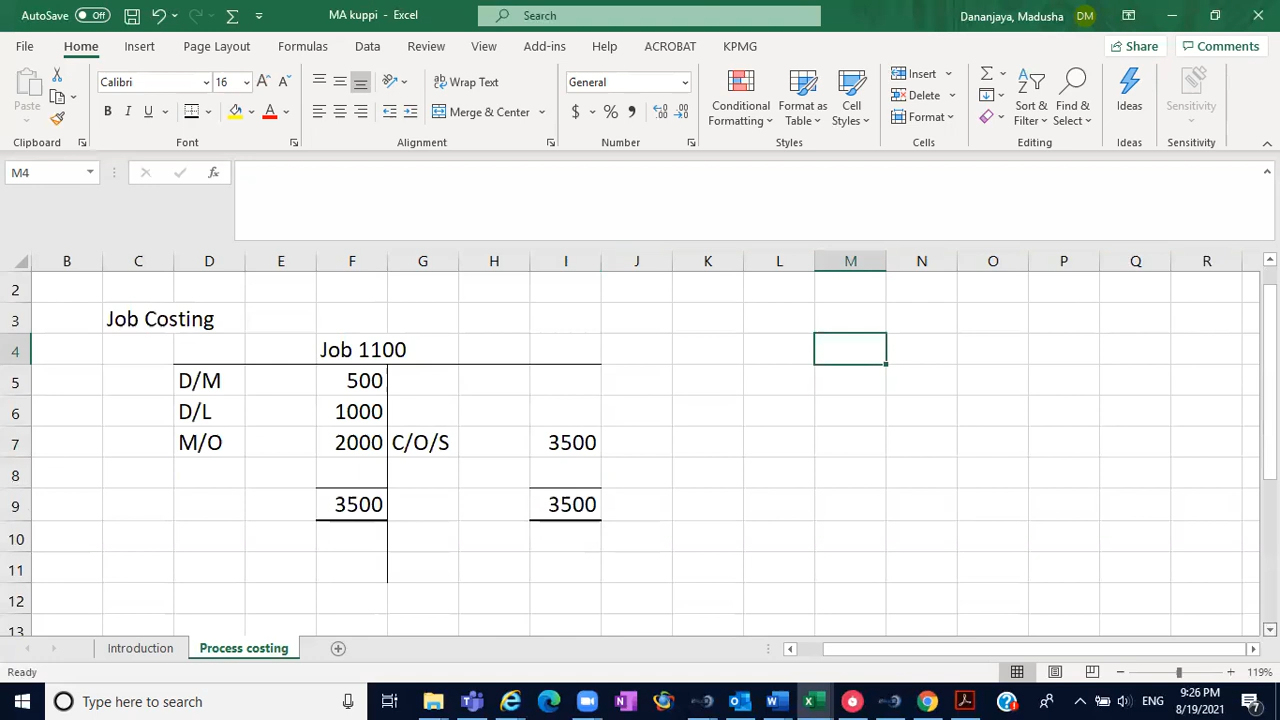 AutoSave Off MA kuppi - Excel Search Dananjaya, Madusha DM
File Home Insert Page Layout Formulas Data Review View Add-ins Help ACROBAT KPMG Share Comments
Calibri 16 Wrap Text General Insert
Paste B I U Merge & Center $ % Conditional Formatting Format as Table Cell Styles Delete Sort & Filter Find & Select Ideas Sensitivity
Format
Clipboard Font Alignment Number Styles Cells Editing Ideas Sensitivity
M4 fx
B C D E F G H I J K L M N O P Q R
2
3 Job Costing
4 Job 1100
5 D/M 500
6 D/L 1000
7 M/O 2000 C/O/S 3500
8
9 3500 3500
10
11
12
13
Introduction Process costing
Ready 119%
Type here to search ENG 9:26 PM
8/19/2021 7